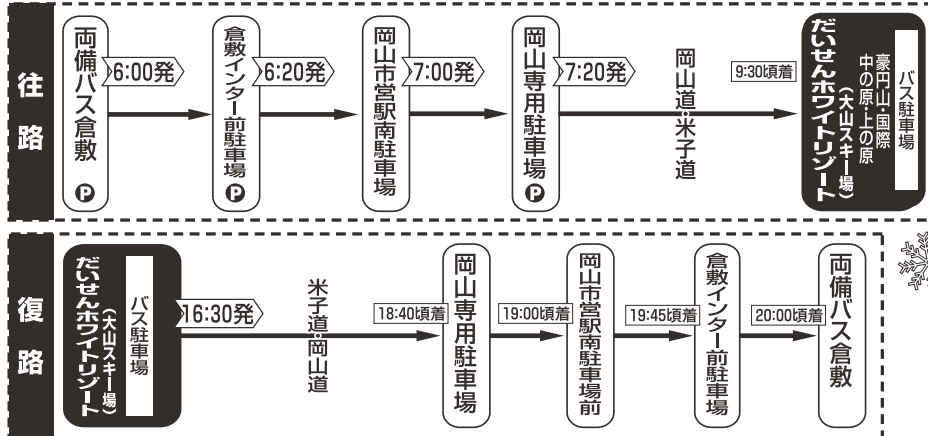 往路
両備バス倉敷
P
6:00発
倉敷インター前駐車場
P
6:20発
岡山市営駅南駐車場
7:00発
岡山専用駐車場
P
7:20発
岡山道・米子道
9:30頃着
バス駐車場
豪円山・国際
中の原・上の原
(大山スキー場)
だいせんホワイトリゾート
復路
バス駐車場
(大山スキー場)
だいせんホワイトリゾート
16:30発
米子道・岡山道
18:40頃着
岡山専用駐車場
19:00頃着
岡山市営駅南駐車場前
19:45頃着
倉敷インター前駐車場
20:00頃着
両備バス倉敷